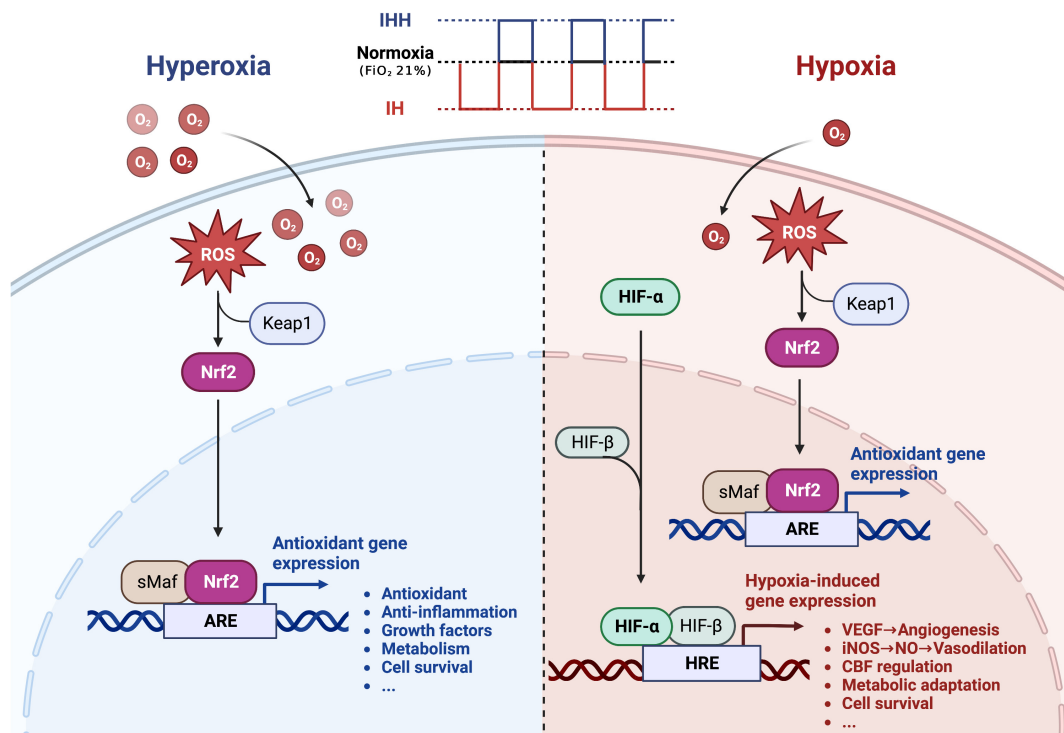 IHH
Normoxia
(FiO₂ 21%)
IH
Hyperoxia
Hypoxia
O₂
O₂
O₂
O₂
O₂
O₂
O₂
O₂
ROS
Keap1
Nrf2
sMaf
Nrf2
ARE
Antioxidant gene
expression
• Antioxidant
• Anti-inflammation
• Growth factors
• Metabolism
• Cell survival
• ...
O₂
O₂
ROS
Keap1
Nrf2
HIF-α
HIF-β
sMaf
Nrf2
ARE
Antioxidant gene
expression
HIF-α
HIF-β
HRE
Hypoxia-induced
gene expression
• VEGF→Angiogenesis
• iNOS→NO→Vasodilation
• CBF regulation
• Metabolic adaptation
• Cell survival
• ...